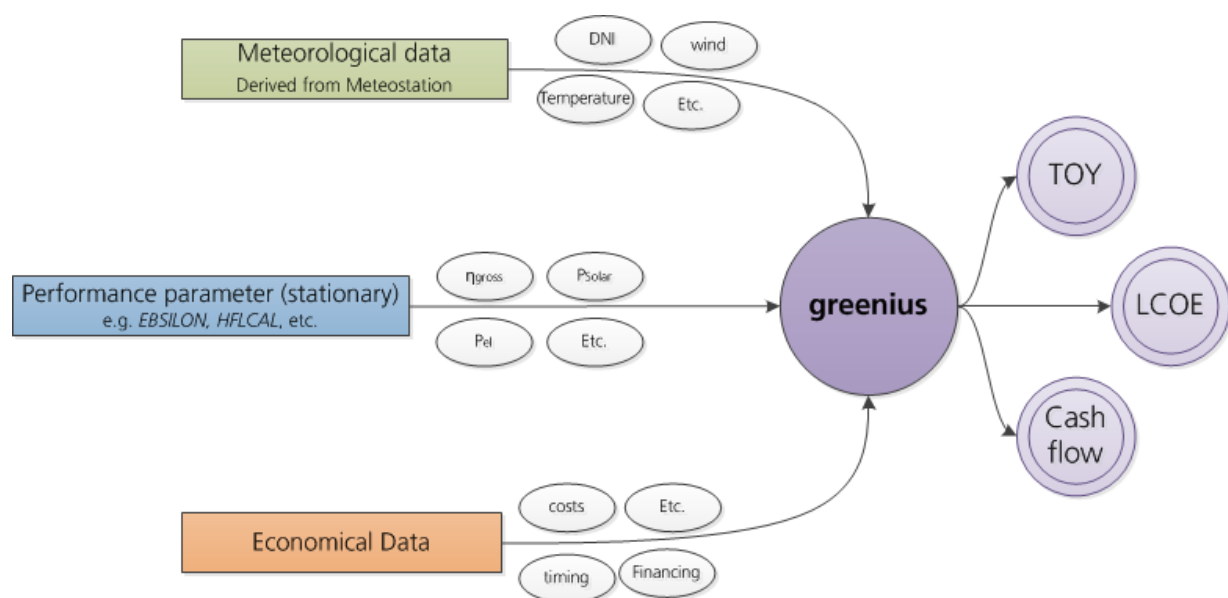 Meteorological data
Derived from Meteostation
DNI
wind
Temperature
Etc.
Performance parameter (stationary)
e.g. EBSILON, HFLCAL, etc.
ηgross
Psolar
Pel
Etc.
Economical Data
costs
Etc.
timing
Financing
greenius
TOY
LCOE
Cash
flow